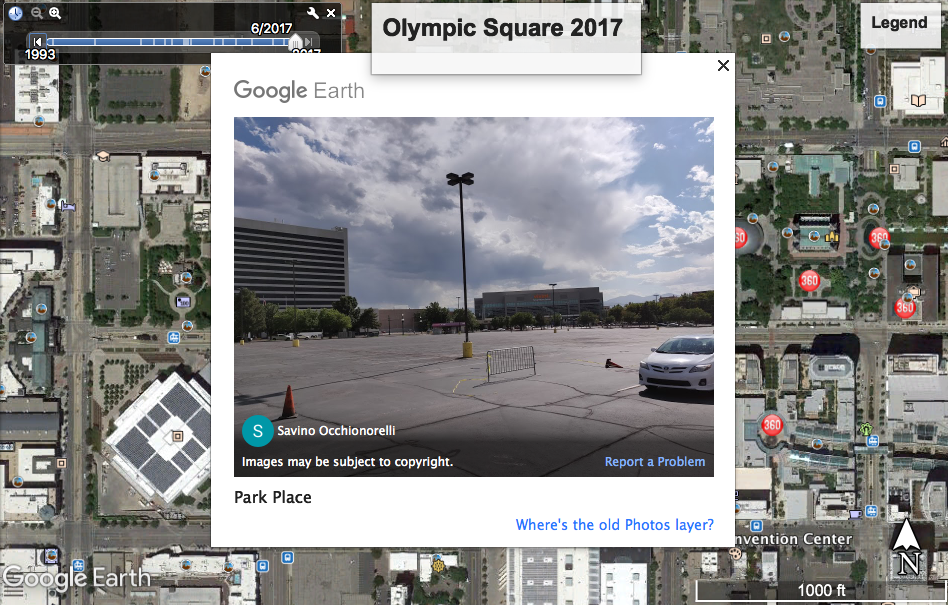 6/2017
1993
2017
Olympic Square 2017
Legend
Google Earth
S
Savino Occhionorelli
Images may be subject to copyright.
Report a Problem
Park Place
Where's the old Photos layer?
360
360
360
360
nvention Center
N
Google Earth
1000 ft